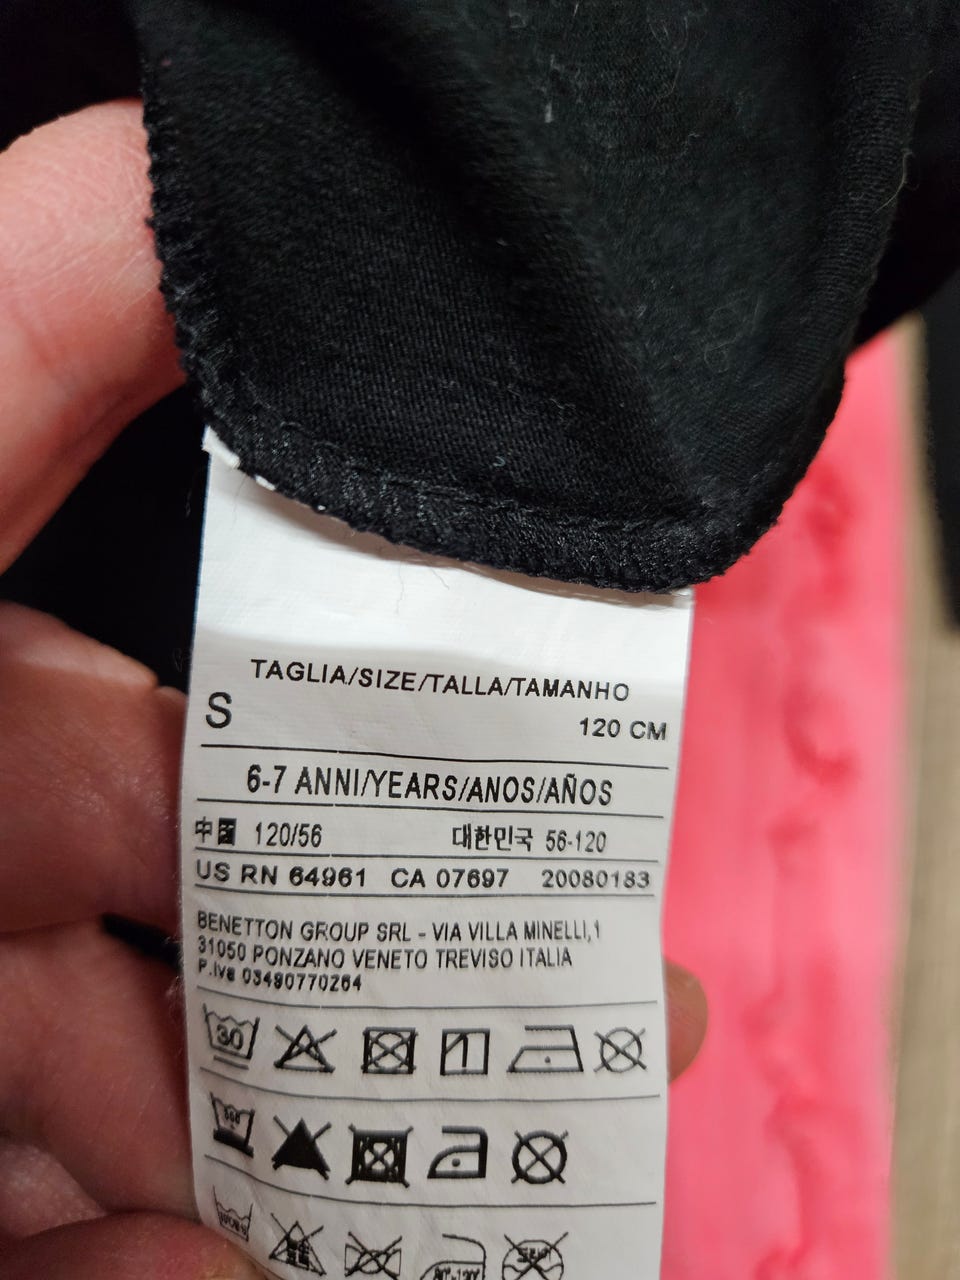 TAGLIA/SIZE/TALLA/TAMANHO
S 120 CM
6-7 ANNI/YEARS/ANOS/AÑOS
中国 120/56 대한민국 56-120
US RN 64961 CA 07697 20080183
BENETTON GROUP SRL - VIA VILLA MINELLI,1
31050 PONZANO VENETO TREVISO ITALIA
P.Iva 03490770264
30